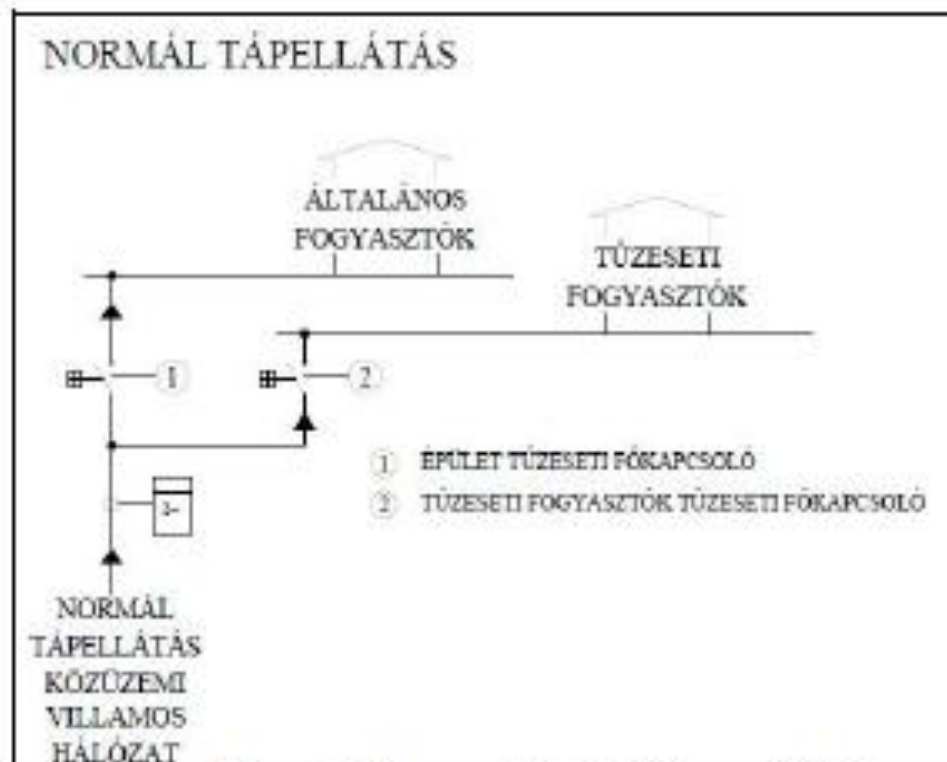 NORMÁL TÁPELLÁTÁS
ÁLTALÁNOS
FOGYASZTÓK
TŰZESETI
FOGYASZTÓK
1
2
1 ÉPÜLET TŰZESETI FŐKAPCSOLÓ
2 TŰZESETI FOGYASZTÓK TŰZESETI FŐKAPCSOLÓ
NORMÁL
TÁPELLÁTÁS
KÖZÜZEMI
VILLAMOS
HÁLÓZAT